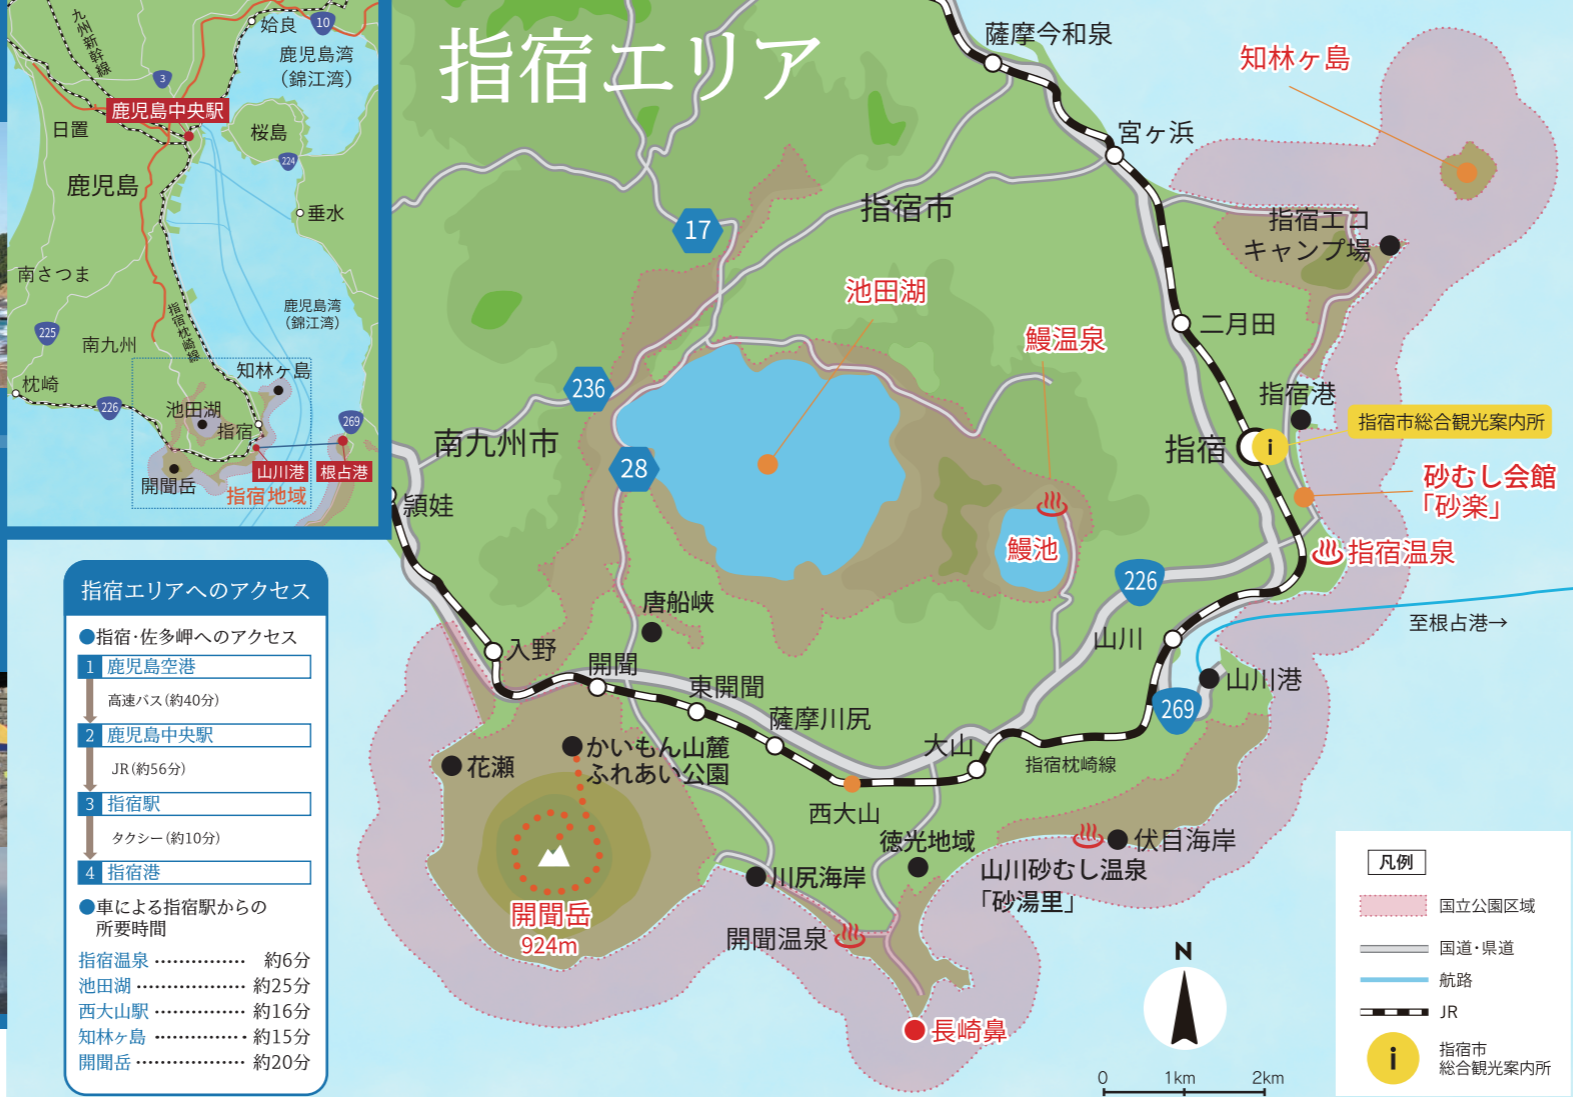 指宿エリア
九州新幹線
姶良
10
鹿児島湾
(錦江湾)
3
鹿児島中央駅
日置
桜島
224
鹿児島
垂水
南さつま
指宿枕崎線
鹿児島湾
(錦江湾)
225
南九州
知林ヶ島
枕崎
226
池田湖
指宿
269
山川港
根占港
開聞岳
指宿地域
薩摩今和泉
知林ヶ島
宮ヶ浜
指宿市
17
指宿エコ
キャンプ場
池田湖
二月田
鰻温泉
236
指宿港
指宿市総合観光案内所
南九州市
指宿
i
28
砂むし会館
「砂楽」
頴娃
鰻池
指宿温泉
226
唐船峡
至根占港→
入野
山川
開聞
山川港
東開聞
269
薩摩川尻
大山
かいもん山麓
ふれあい公園
花瀬
指宿枕崎線
西大山
徳光地域
伏目海岸
山川砂むし温泉
「砂湯里」
川尻海岸
開聞岳
924m
開聞温泉
長崎鼻
指宿エリアへのアクセス
●指宿・佐多岬へのアクセス
1 鹿児島空港
高速バス(約40分)
2 鹿児島中央駅
JR(約56分)
3 指宿駅
タクシー(約10分)
4 指宿港
●車による指宿駅からの
所要時間
指宿温泉 …………… 約6分
池田湖 ……………… 約25分
西大山駅 …………… 約16分
知林ヶ島 …………… 約15分
開聞岳 ……………… 約20分
N
0 1km 2km
凡例
国立公園区域
国道・県道
航路
JR
i
指宿市
総合観光案内所